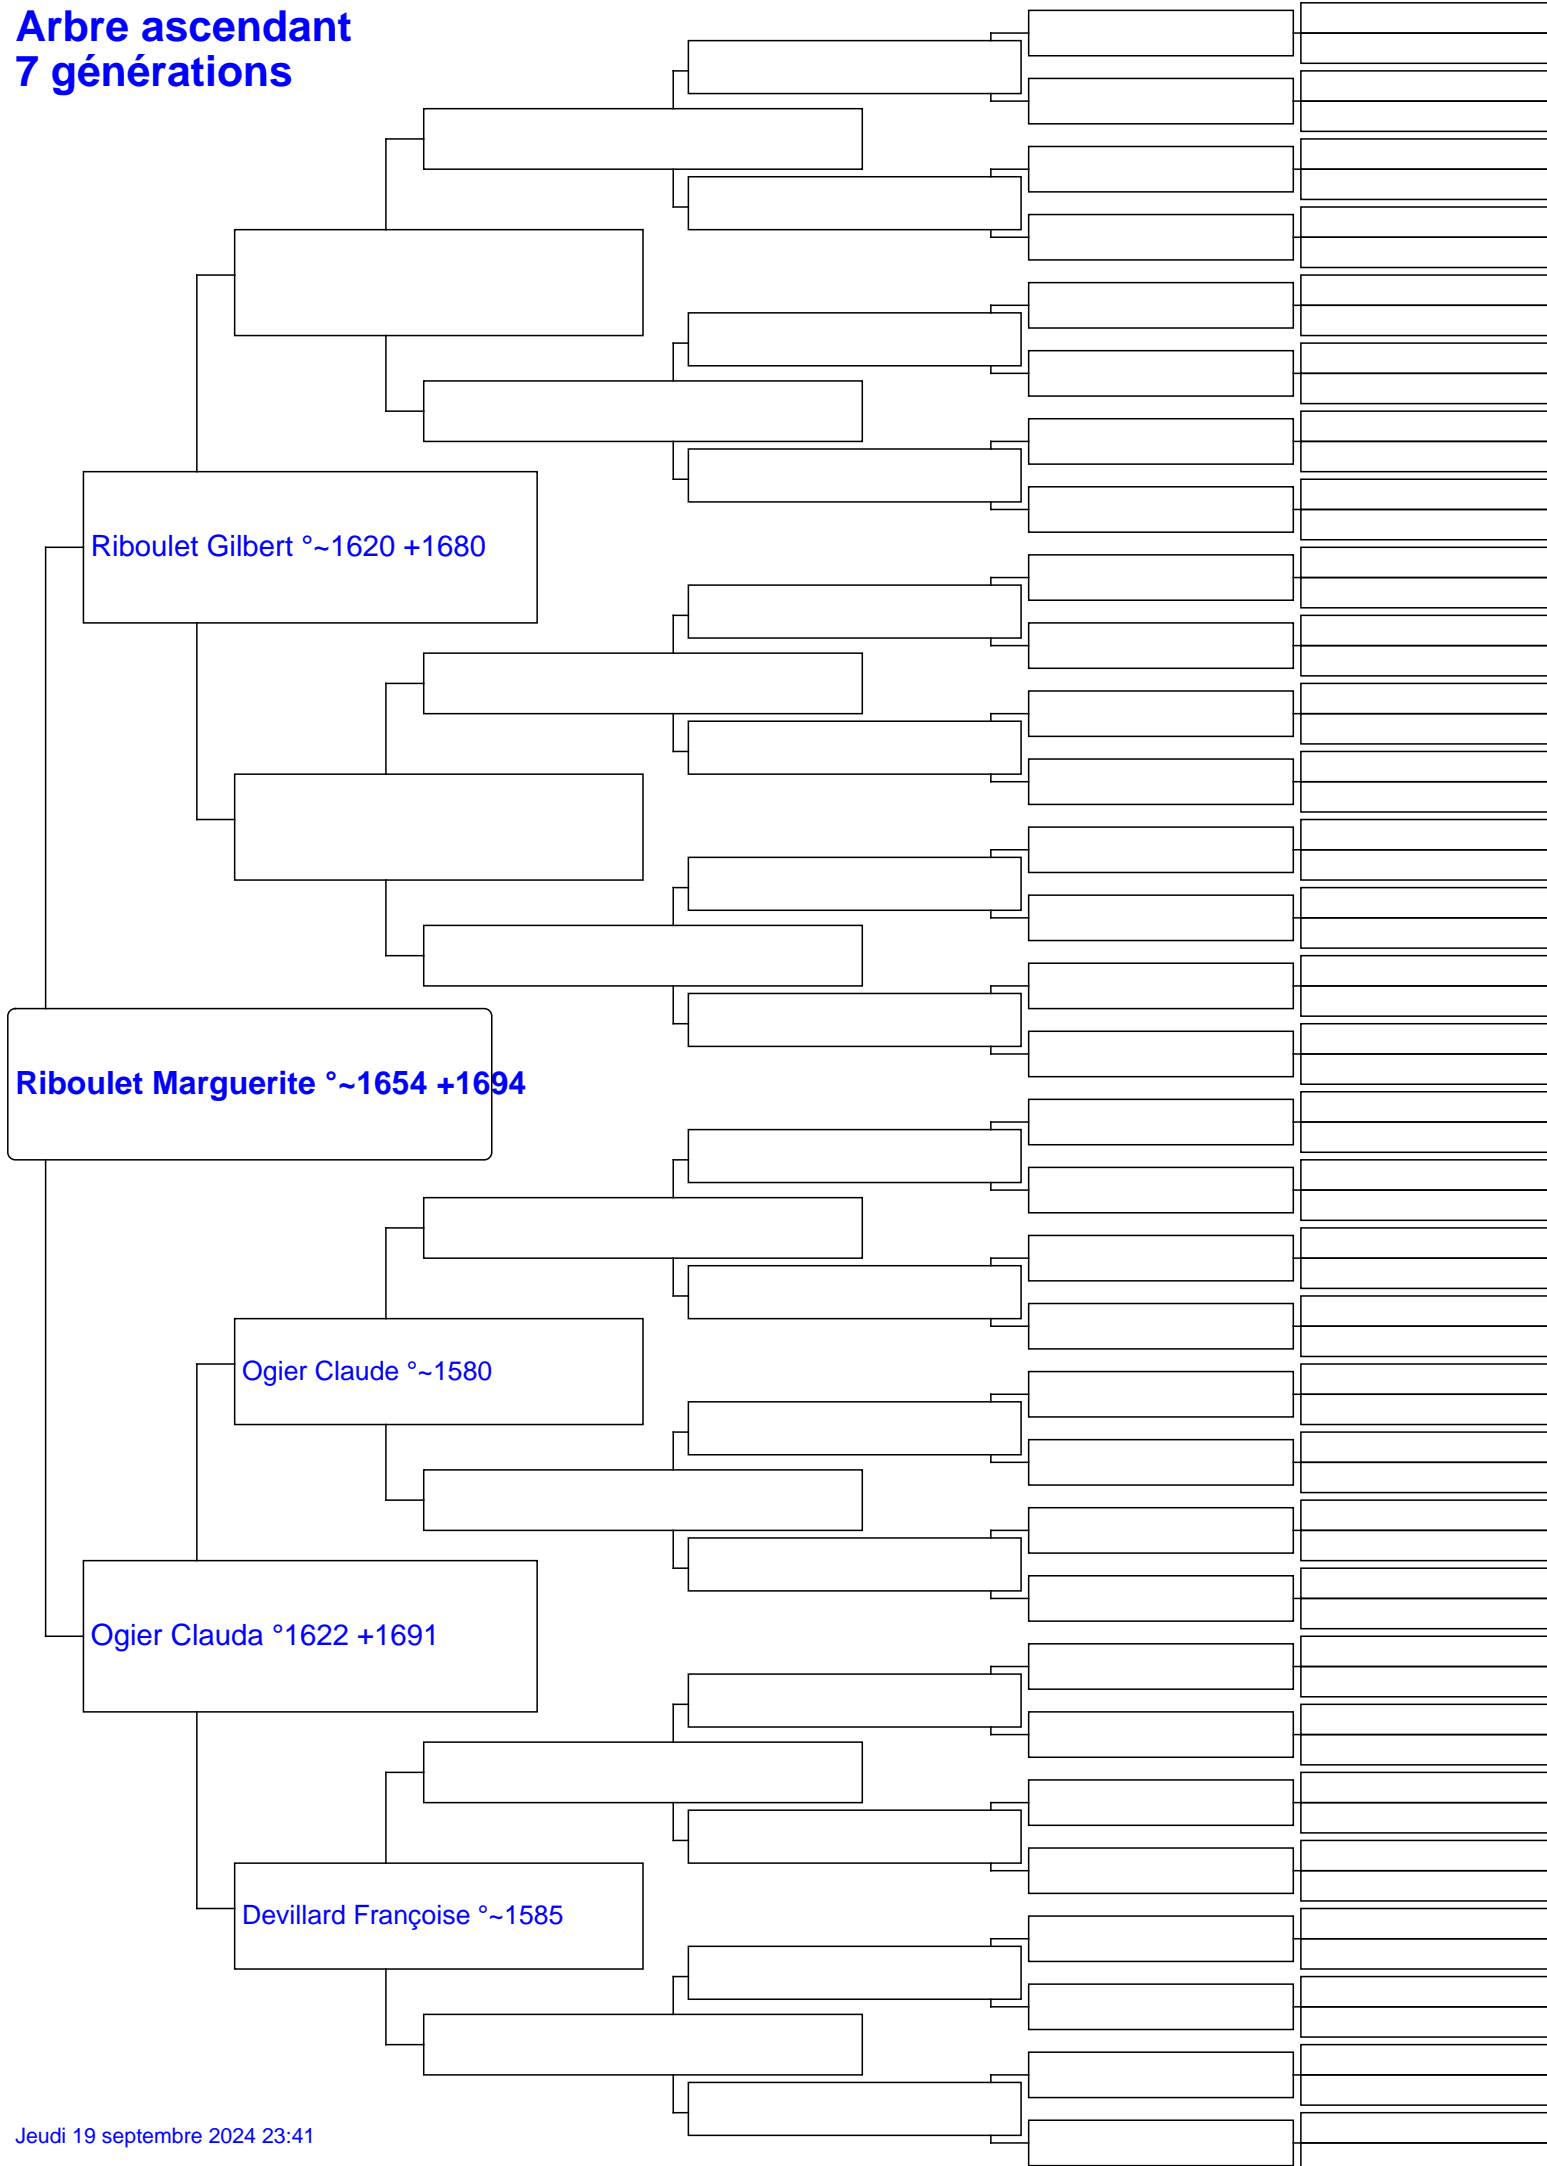 Arbre ascendant
7 générations
Riboulet Gilbert °~1620 +1680
Riboulet Marguerite °~1654 +1694
Ogier Claude °~1580
Ogier Clauda °1622 +1691
Devillard Françoise °~1585
Jeudi 19 septembre 2024 23:41